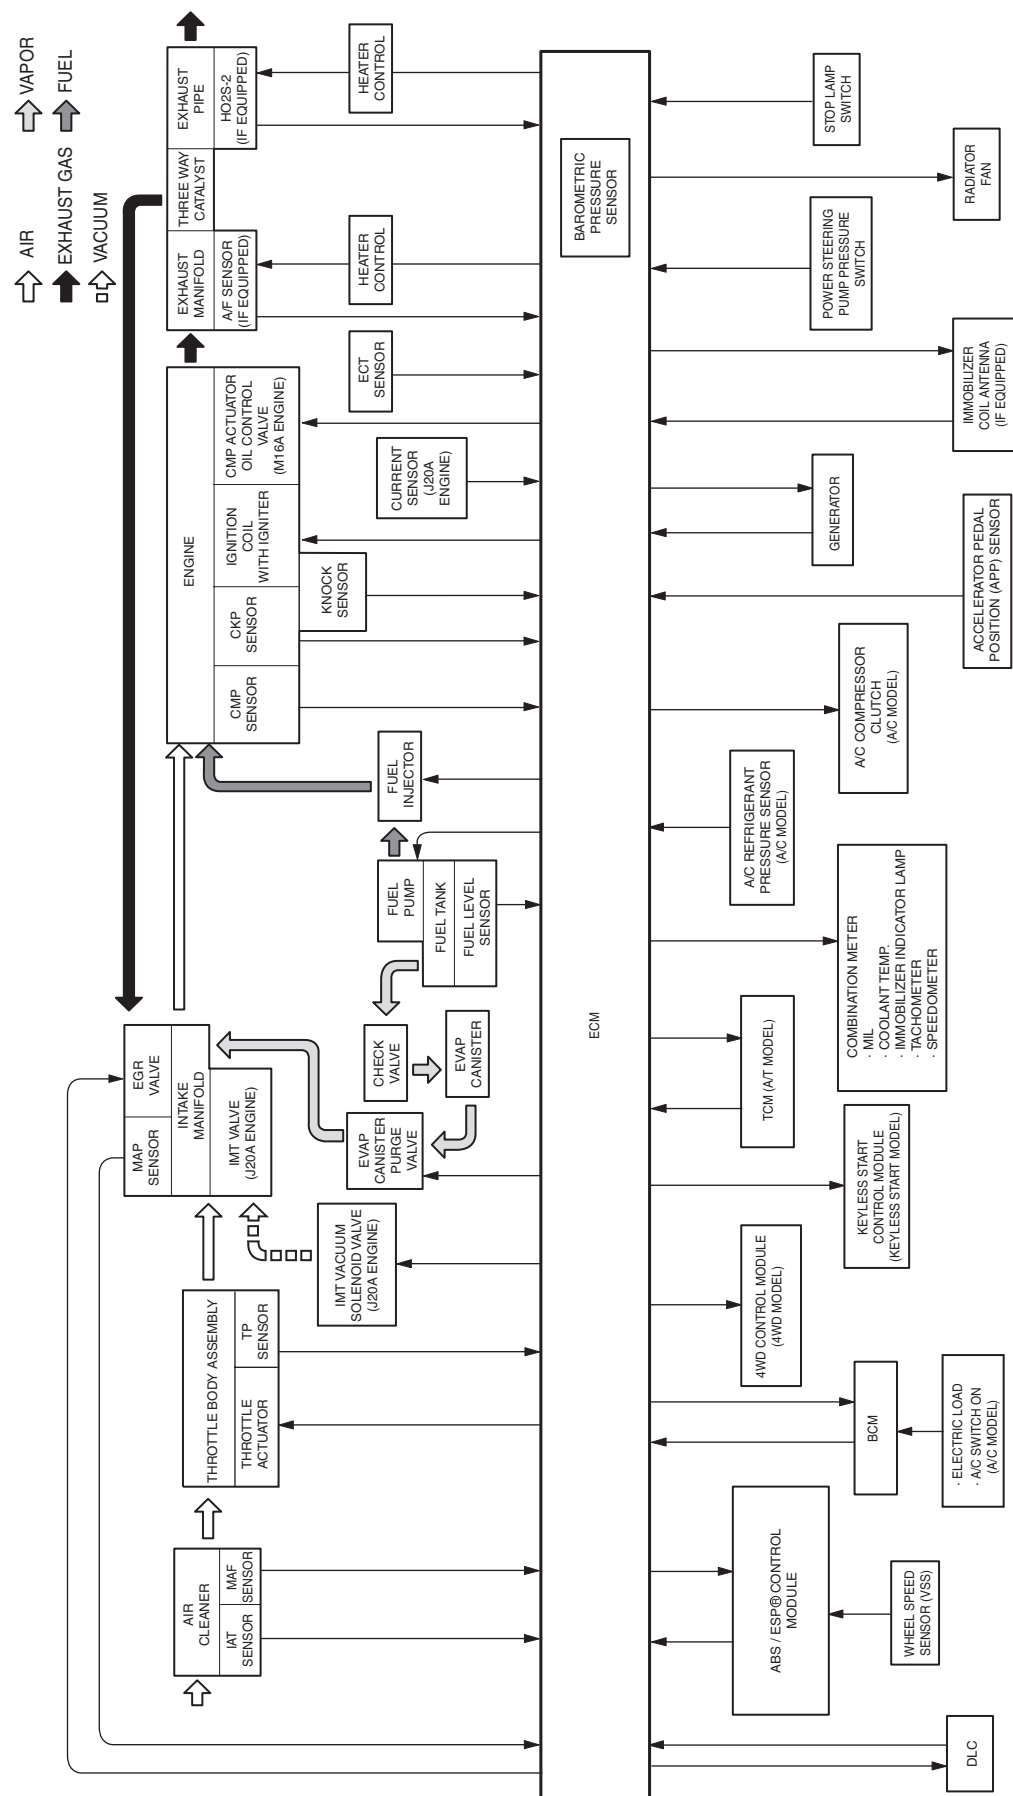 AIR
EXHAUST GAS
VACUUM
VAPOR
FUEL
AIR
CLEANER
IAT
SENSOR
MAF
SENSOR
THROTTLE BODY ASSEMBLY
THROTTLE
ACTUATOR
TP
SENSOR
MAP
SENSOR
EGR
VALVE
INTAKE
MANIFOLD
IMT VALVE
(J20A ENGINE)
IMT VACUUM
SOLENOID VALVE
(J20A ENGINE)
EVAP
CANISTER
PURGE
VALVE
CHECK
VALVE
EVAP
CANISTER
FUEL
PUMP
FUEL TANK
FUEL LEVEL
SENSOR
FUEL
INJECTOR
ENGINE
CMP
SENSOR
CKP
SENSOR
IGNITION
COIL
WITH IGNITER
CMP ACTUATOR
OIL CONTROL
VALVE
(M16A ENGINE)
KNOCK
SENSOR
CURRENT
SENSOR
(J20A
ENGINE)
ECT
SENSOR
EXHAUST
MANIFOLD
THREE WAY
CATALYST
EXHAUST
PIPE
A/F SENSOR
(IF EQUIPPED)
HO2S-2
(IF EQUIPPED)
HEATER
CONTROL
HEATER
CONTROL
ECM
BAROMETRIC
PRESSURE
SENSOR
DLC
ABS / ESP® CONTROL
MODULE
WHEEL SPEED
SENSOR (VSS)
BCM
· ELECTRIC LOAD
· A/C SWITCH ON
(A/C MODEL)
4WD CONTROL MODULE
(4WD MODEL)
KEYLESS START
CONTROL MODULE
(KEYLESS START MODEL)
TCM (A/T MODEL)
COMBINATION METER
· MIL
· COOLANT TEMP.
· IMMOBILIZER INDICATOR LAMP
· TACHOMETER
· SPEEDOMETER
A/C REFRIGERANT
PRESSURE SENSOR
(A/C MODEL)
A/C COMPRESSOR
CLUTCH
(A/C MODEL)
ACCELERATOR PEDAL
POSITION (APP) SENSOR
GENERATOR
IMMOBILIZER
COIL ANTENNA
(IF EQUIPPED)
POWER STEERING
PUMP PRESSURE
SWITCH
RADIATOR
FAN
STOP LAMP
SWITCH